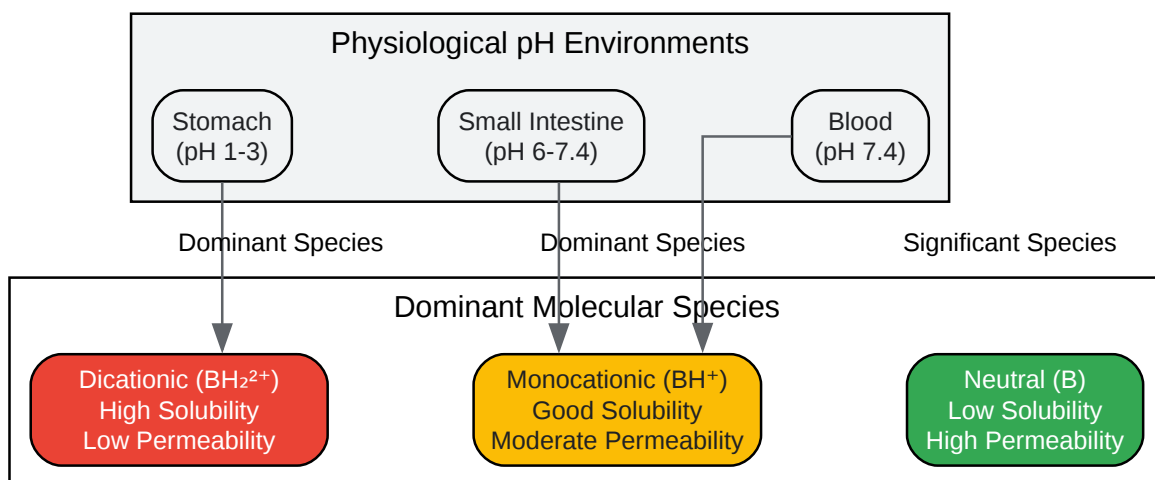 Physiological pH Environments
Stomach
(pH 1-3)
Small Intestine
(pH 6-7.4)
Blood
(pH 7.4)
Dominant Species
Dominant Species
Significant Species
Dominant Molecular Species
Dicationic (BH₂²⁺)
High Solubility
Low Permeability
Monocationic (BH⁺)
Good Solubility
Moderate Permeability
Neutral (B)
Low Solubility
High Permeability